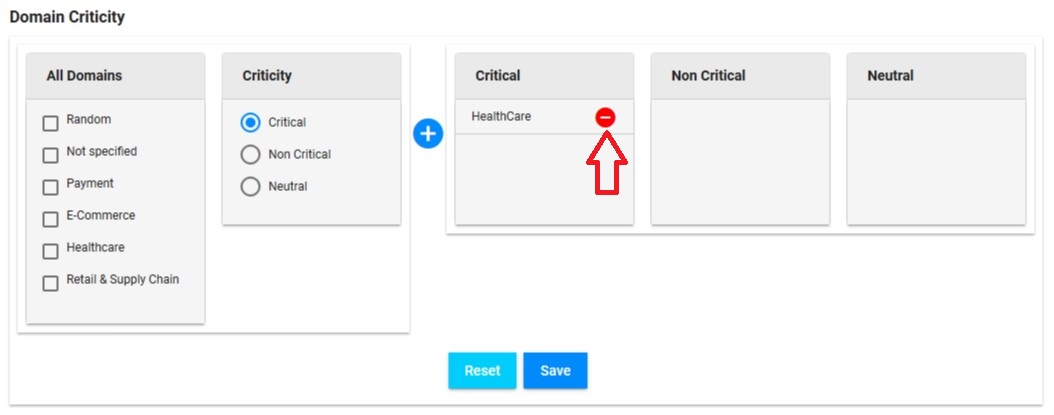 Domain Criticity
All Domains
Random
Not specified
Payment
E-Commerce
Healthcare
Retail & Supply Chain
Criticity
Critical
Non Critical
Neutral
Critical
HealthCare
Non Critical
Neutral
Reset
Save